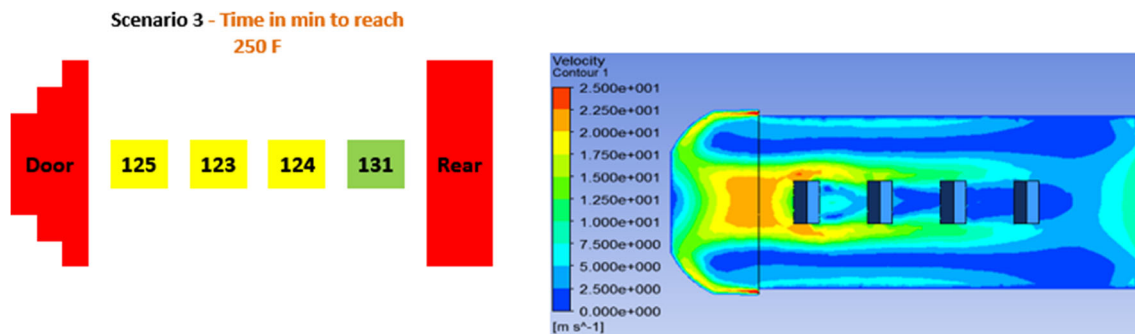 Scenario 3 - Time in min to reach
250 F
Door
125
123
124
131
Rear
Velocity
Contour 1
2.500e+001
2.250e+001
2.000e+001
1.750e+001
1.500e+001
1.250e+001
1.000e+001
7.500e+000
5.000e+000
2.500e+000
0.000e+000
[m s^-1]